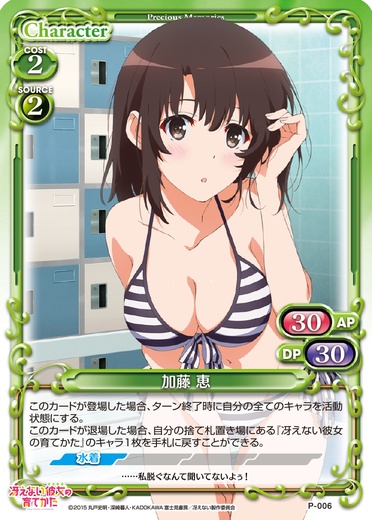 Precious Memories
Character
COST
2
SOURCE
2
30 AP
DP 30
加藤 恵
このカードが登場した場合、ターン終了時に自分の全てのキャラを活動
状態にする。
このカードが退場した場合、自分の捨て札置き場にある『冴えない彼女
の育てかた』のキャラ1枚を手札に戻すことができる。
水着
……私脱ぐなんて聞いてないよぅ!
冴えない彼女の
育てかた
©2015 丸戸史明・深崎暮人・KADOKAWA 富士見書房/冴えない製作委員会
P-006